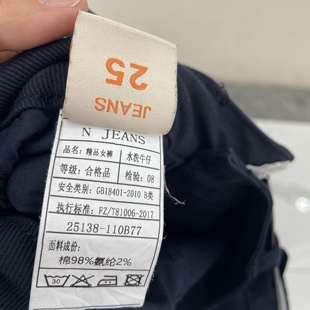 JEANS
25
N JEANS
品名:精品女裤 水洗牛仔
等级:合格品 检验:08
安全类别:GB18401-2010 B类
执行标准:FZ/T81006-2017
25138-110B77
面料成份:
棉98%氨纶2%
30